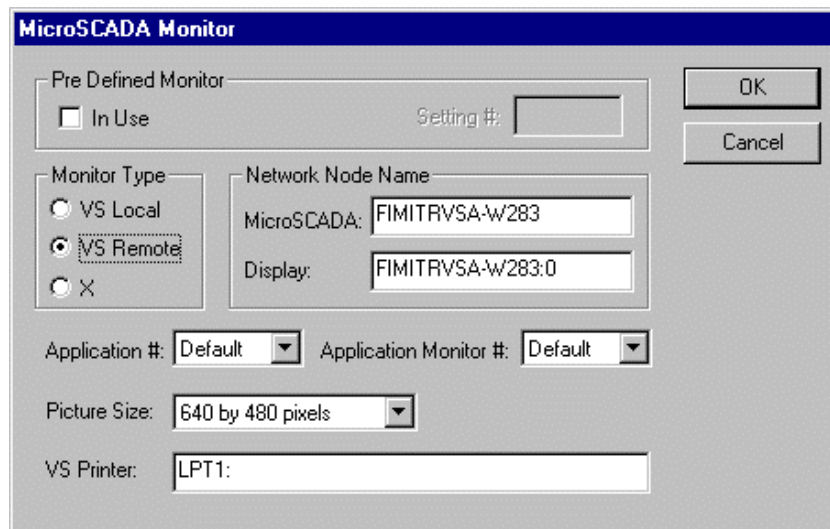 MicroSCADA Monitor
Pre Defined Monitor
In Use
Setting #:
OK
Cancel
Monitor Type
VS Local
VS Remote
X
Network Node Name
MicroSCADA: FIMITRVSA-W283
Display: FIMITRVSA-W283:0
Application #: Default Application Monitor #: Default
Picture Size: 640 by 480 pixels
VS Printer: LPT1: